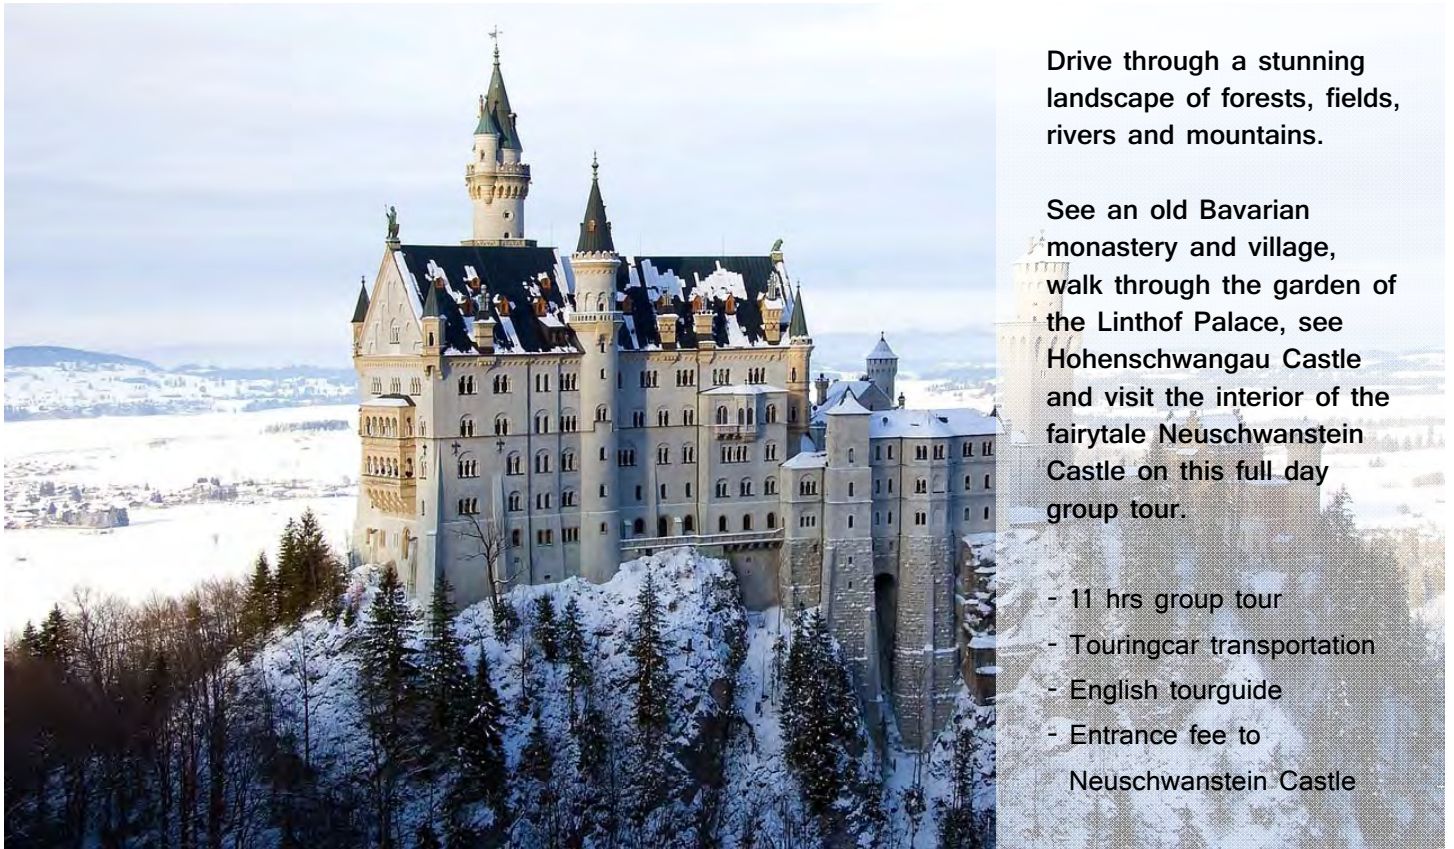 Drive through a stunning
landscape of forests, fields,
rivers and mountains.
See an old Bavarian
monastery and village,
walk through the garden of
the Linthof Palace, see
Hohenschwangau Castle
and visit the interior of the
fairytale Neuschwanstein
Castle on this full day
group tour.
- 11 hrs group tour
- Touringcar transportation
- English tourguide
- Entrance fee to
Neuschwanstein Castle